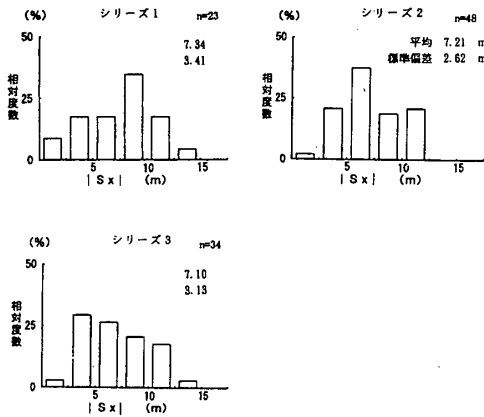 (%) シリーズ1 n=23
7.34
3.41
50
25
0
相対度数
5 10 15
|Sx| (m)
(%) シリーズ2 n=48
平均 7.21 m
標準偏差 2.62 m
50
25
0
相対度数
5 10 15
|Sx| (m)
(%) シリーズ3 n=34
7.10
3.13
50
25
0
相対度数
5 10 15
|Sx| (m)